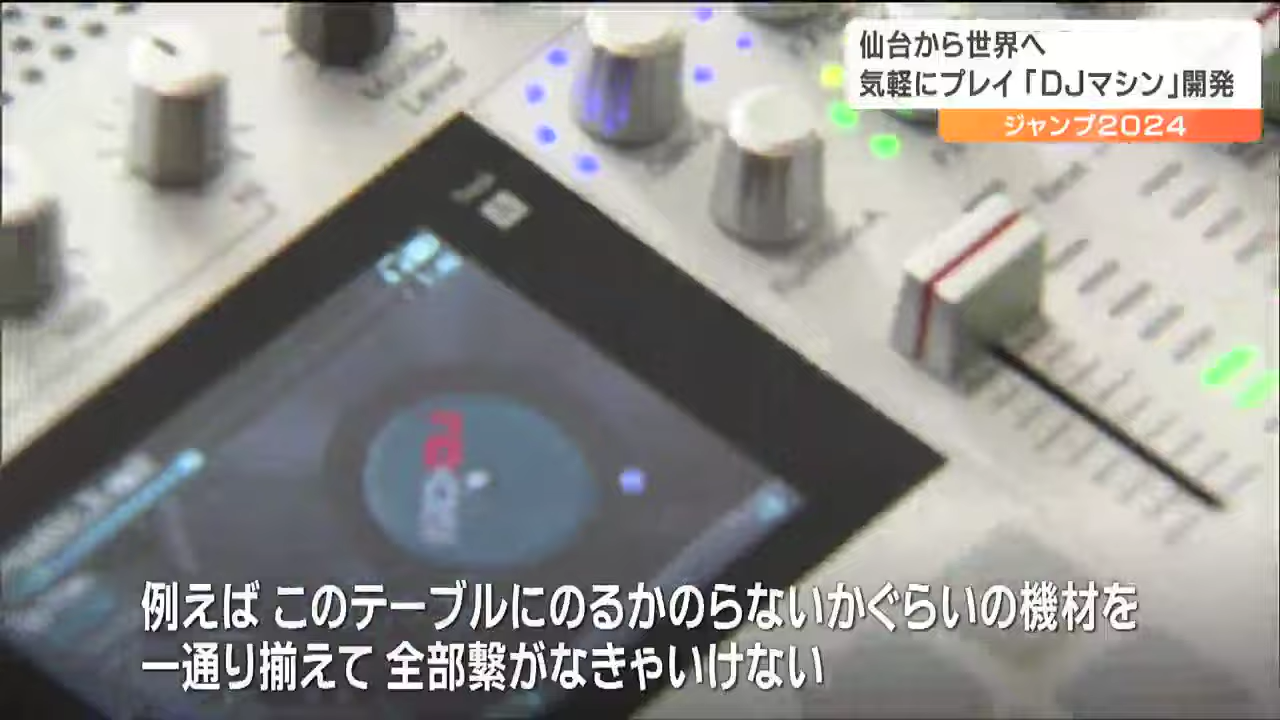 仙台から世界へ
気軽にプレイ「DJマシン」開発
ジャンプ2024
例えば このテーブルにのるかのらないかぐらいの機材を
一通り揃えて 全部繋がなきゃいけない